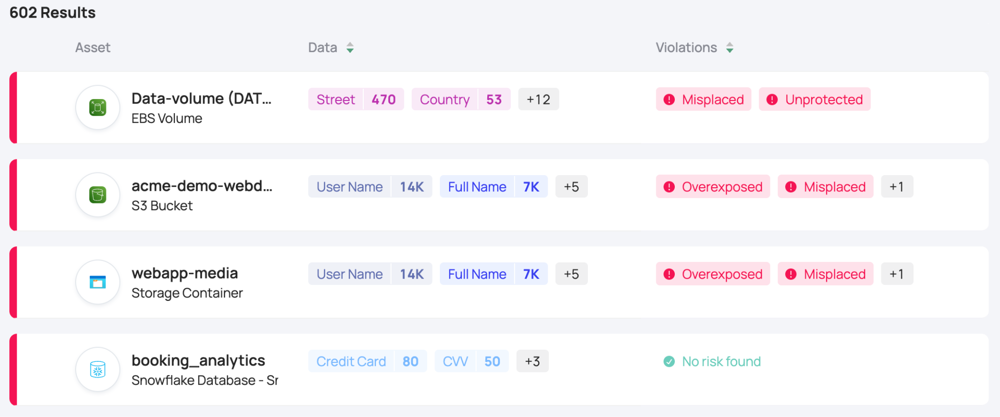 602 Results
Asset Data Violations
Data-volume (DAT... Street 470 Country 53 +12 Misplaced Unprotected
EBS Volume
acme-demo-webd... User Name 14K Full Name 7K +5 Overexposed Misplaced +1
S3 Bucket
webapp-media User Name 14K Full Name 7K +5 Overexposed Misplaced +1
Storage Container
booking_analytics Credit Card 80 CVV 50 +3 No risk found
Snowflake Database - Sr